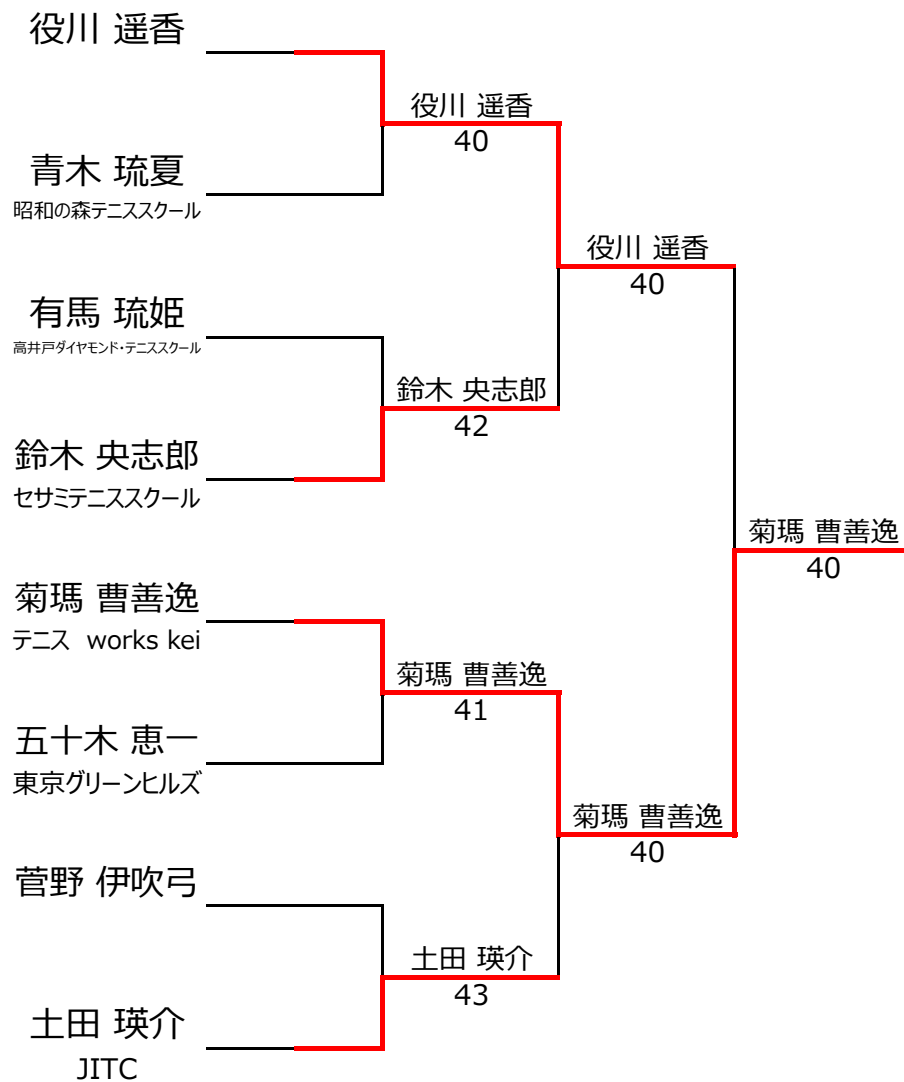 役川 遥香
青木 琉夏
昭和の森テニススクール
有馬 琉姫
高井戸ダイヤモンド・テニススクール
鈴木 央志郎
セサミテニススクール
菊瑪 曹善逸
テニス works kei
五十木 恵一
東京グリーンヒルズ
菅野 伊吹弓
土田 瑛介
JITC
役川 遥香
40
鈴木 央志郎
42
菊瑪 曹善逸
41
土田 瑛介
43
役川 遥香
40
菊瑪 曹善逸
40
菊瑪 曹善逸
40